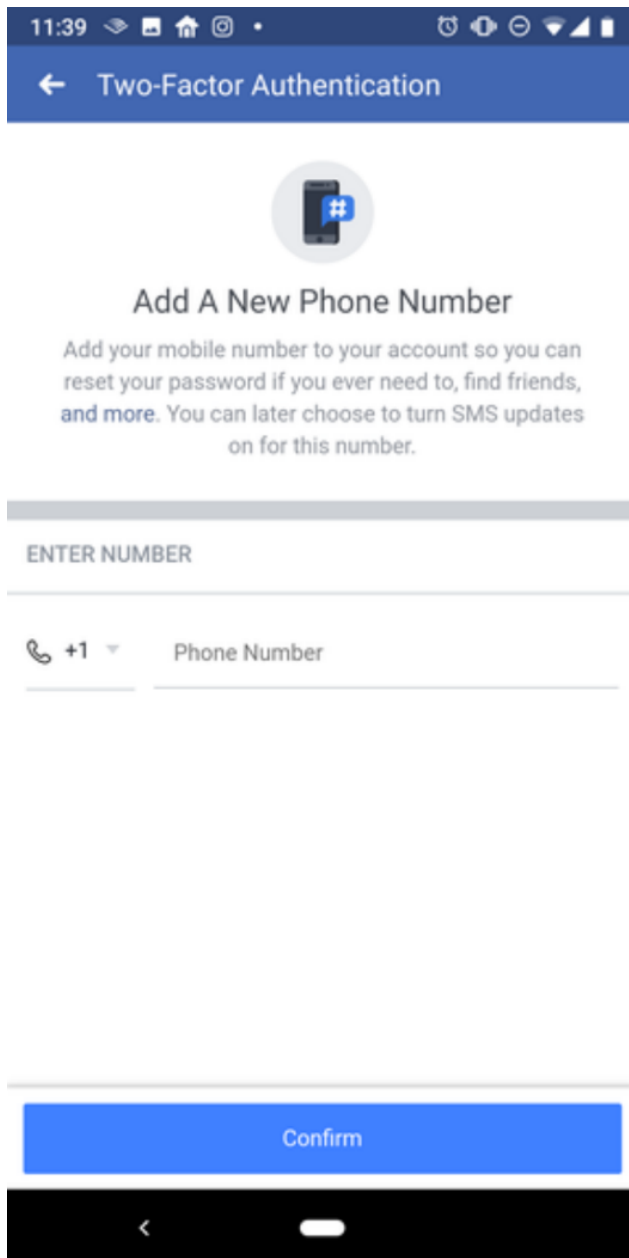 11:39
Two-Factor Authentication
#
Add A New Phone Number
Add your mobile number to your account so you can
reset your password if you ever need to, find friends,
and more. You can later choose to turn SMS updates
on for this number.
ENTER NUMBER
+1 Phone Number
Confirm